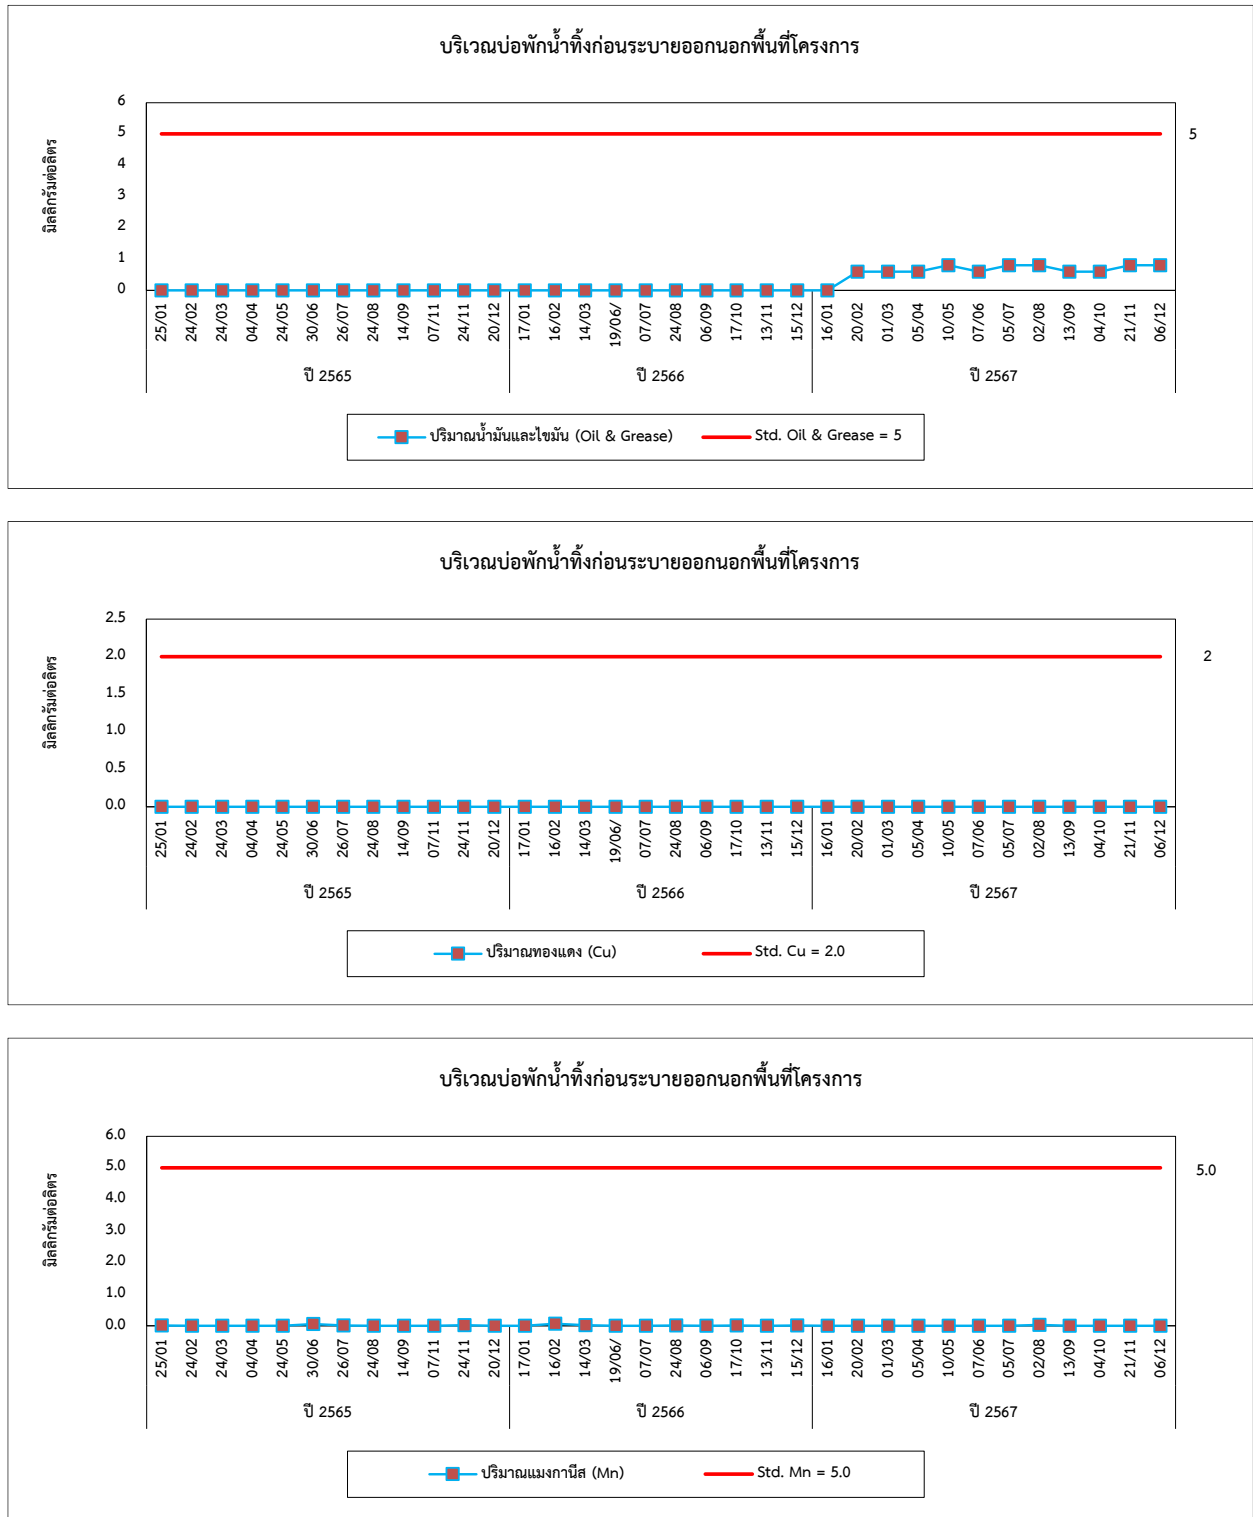 บริเวณบ่อพักน้ำทิ้งก่อนระบายออกนอกพื้นที่โครงการ
มิลลิกรัมต่อลิตร
6
5
4
3
2
1
0
5
25/01 24/02 24/03 04/04 24/05 30/06 26/07 24/08 14/09 07/11 24/11 20/12 17/01 16/02 14/03 19/06/ 07/07 24/08 06/09 17/10 13/11 15/12 16/01 20/02 01/03 05/04 10/05 07/06 05/07 02/08 13/09 04/10 21/11 06/12
ปี 2565 ปี 2566 ปี 2567
ปริมาณน้ำมันและไขมัน (Oil & Grease) Std. Oil & Grease = 5
บริเวณบ่อพักน้ำทิ้งก่อนระบายออกนอกพื้นที่โครงการ
มิลลิกรัมต่อลิตร
2.5
2.0
1.5
1.0
0.5
0.0
2
25/01 24/02 24/03 04/04 24/05 30/06 26/07 24/08 14/09 07/11 24/11 20/12 17/01 16/02 14/03 19/06/ 07/07 24/08 06/09 17/10 13/11 15/12 16/01 20/02 01/03 05/04 10/05 07/06 05/07 02/08 13/09 04/10 21/11 06/12
ปี 2565 ปี 2566 ปี 2567
ปริมาณทองแดง (Cu) Std. Cu = 2.0
บริเวณบ่อพักน้ำทิ้งก่อนระบายออกนอกพื้นที่โครงการ
มิลลิกรัมต่อลิตร
6.0
5.0
4.0
3.0
2.0
1.0
0.0
5.0
25/01 24/02 24/03 04/04 24/05 30/06 26/07 24/08 14/09 07/11 24/11 20/12 17/01 16/02 14/03 19/06/ 07/07 24/08 06/09 17/10 13/11 15/12 16/01 20/02 01/03 05/04 10/05 07/06 05/07 02/08 13/09 04/10 21/11 06/12
ปี 2565 ปี 2566 ปี 2567
ปริมาณแมงกานีส (Mn) Std. Mn = 5.0